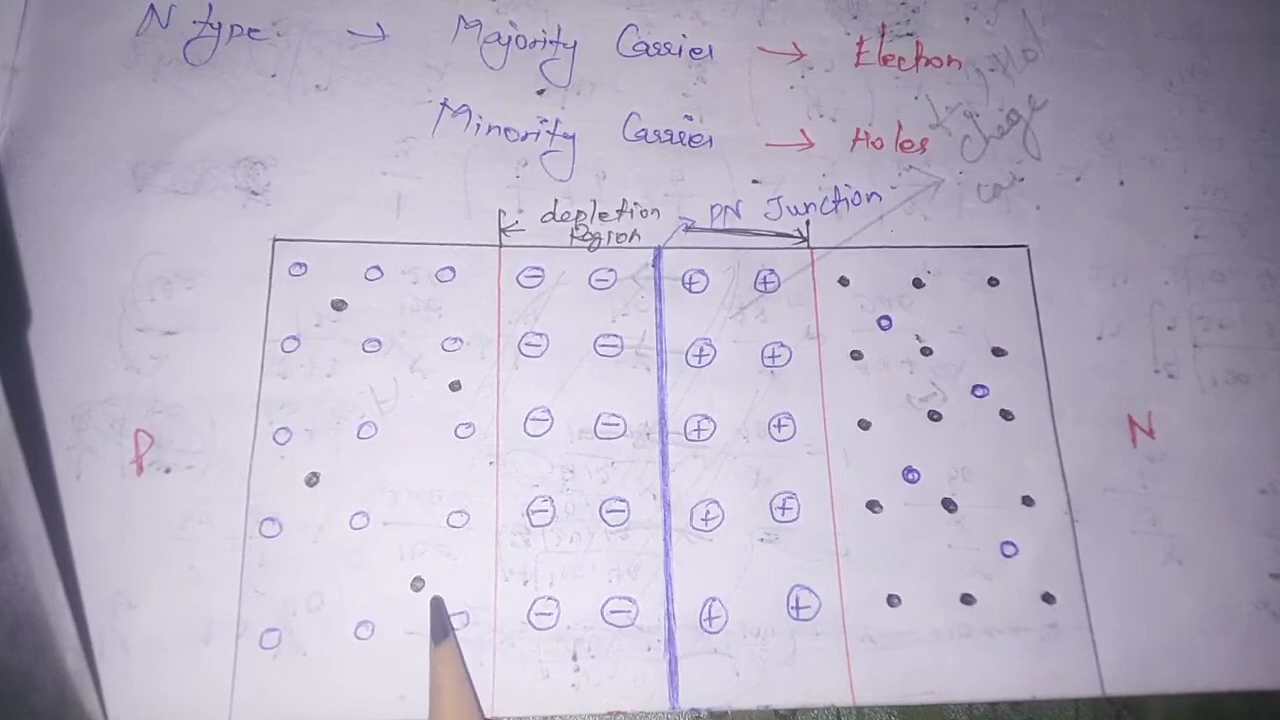 N type. → Majority Carrier → Electron
Minority Carrier → Holes
depletion
Region
PN Junction
⊖ ⊖ ⊕ ⊕
⊖ ⊖ ⊕ ⊕
⊖ ⊖ ⊕ ⊕
P
N
⊖ ⊖ ⊕ ⊕
⊖ ⊖ ⊕ ⊕